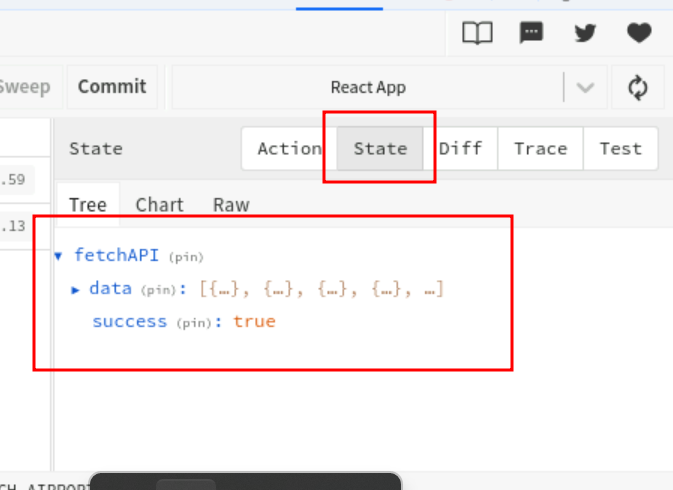 Sweep Commit React App
State Action State Diff Trace Test
.59
Tree Chart Raw
.13
fetchAPI (pin)
data (pin): [{…}, {…}, {…}, {…}, …]
success (pin): true